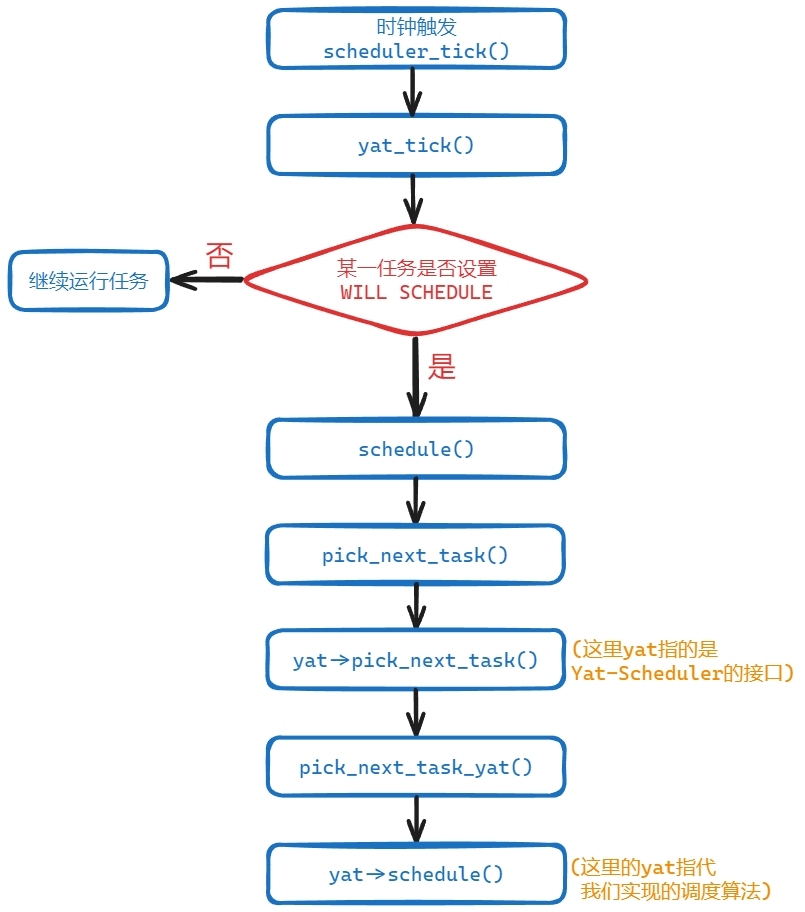 时钟触发
scheduler_tick()
yat_tick()
某一任务是否设置
WILL SCHEDULE
否
继续运行任务
是
schedule()
pick_next_task()
yat→pick_next_task()
(这里yat指的是
Yat-Scheduler的接口)
pick_next_task_yat()
yat→schedule()
(这里的yat指代
我们实现的调度算法)